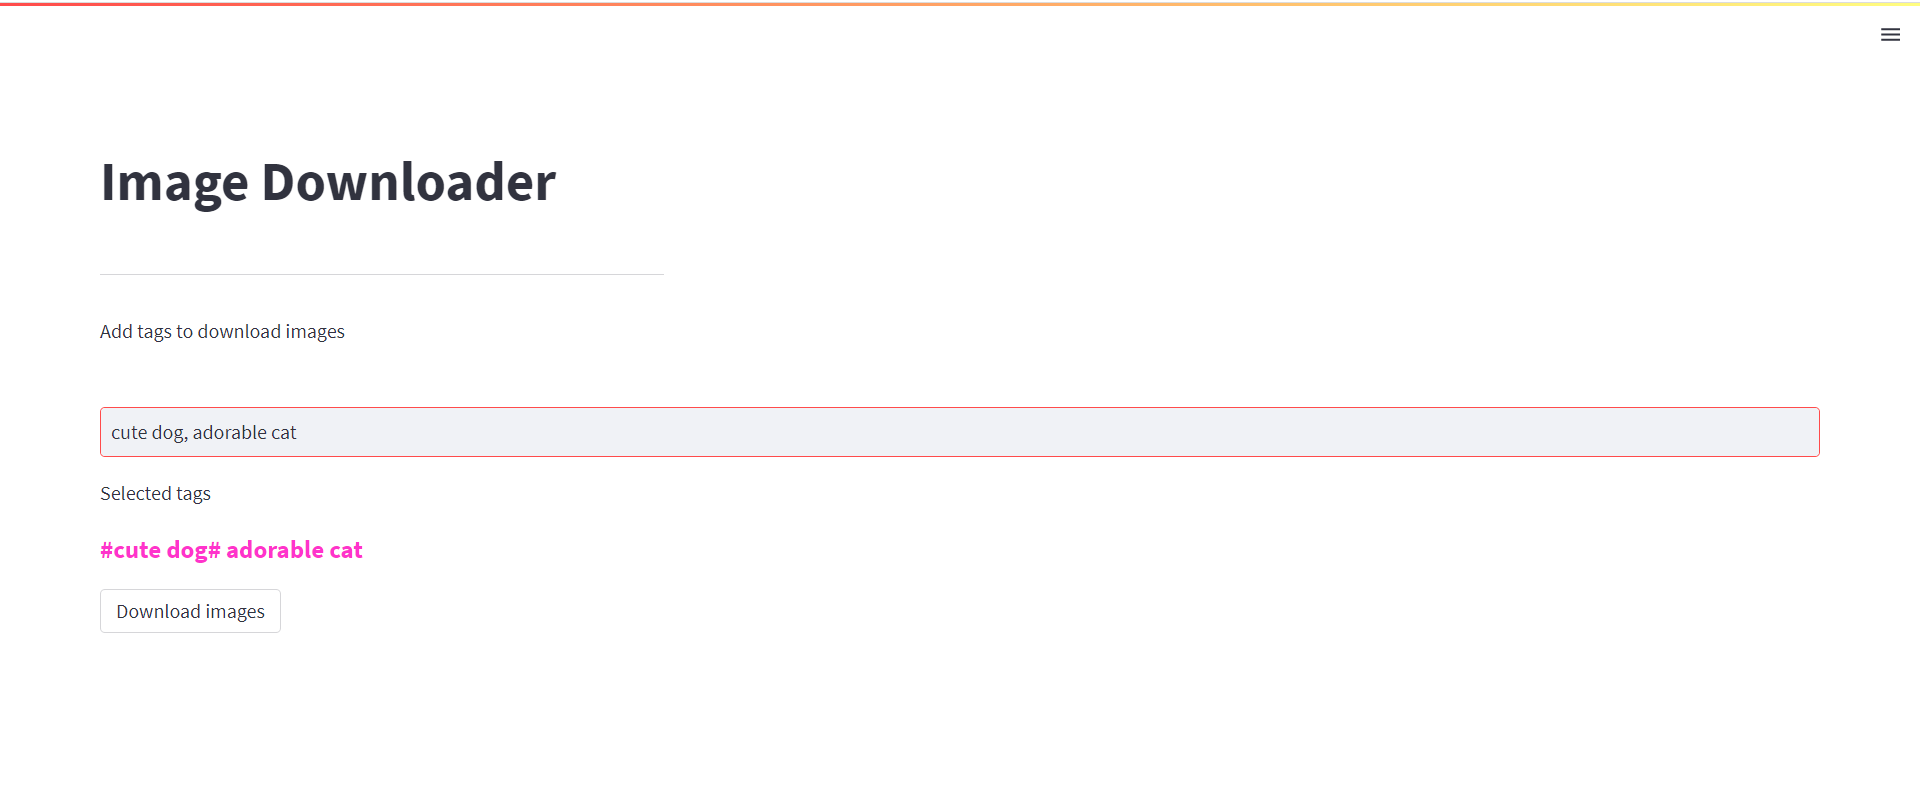 Image Downloader
Add tags to download images
cute dog, adorable cat
Selected tags
#cute dog# adorable cat
Download images